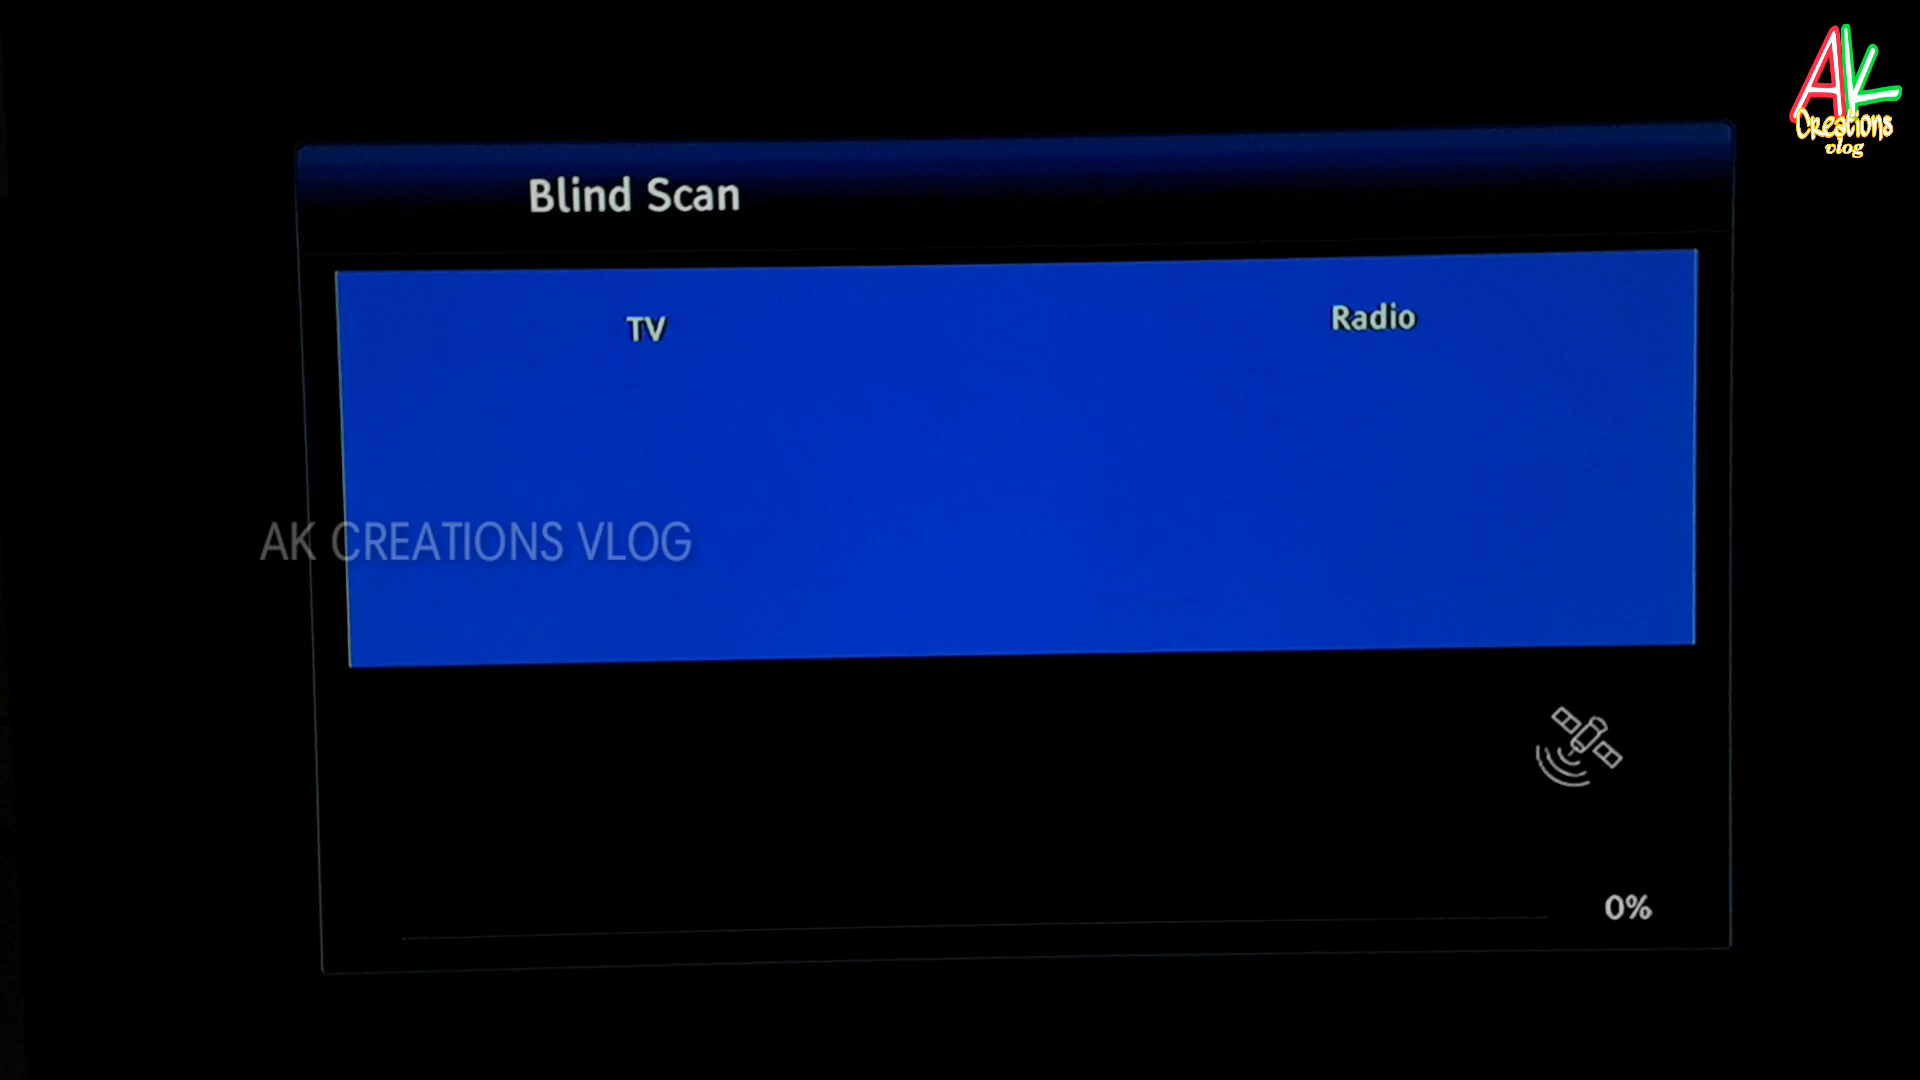 AK
Creations
vlog
Blind Scan
TV
Radio
AK CREATIONS VLOG
0%